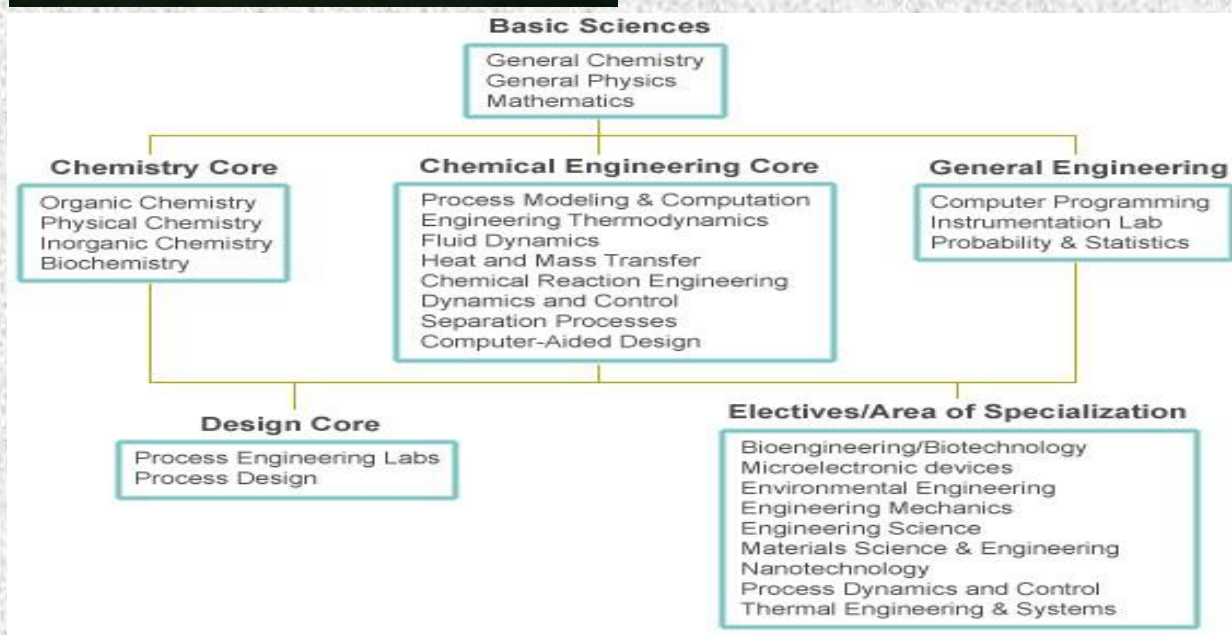 Basic Sciences
General Chemistry
General Physics
Mathematics
Chemistry Core
Organic Chemistry
Physical Chemistry
Inorganic Chemistry
Biochemistry
Chemical Engineering Core
Process Modeling & Computation
Engineering Thermodynamics
Fluid Dynamics
Heat and Mass Transfer
Chemical Reaction Engineering
Dynamics and Control
Separation Processes
Computer-Aided Design
General Engineering
Computer Programming
Instrumentation Lab
Probability & Statistics
Design Core
Process Engineering Labs
Process Design
Electives/Area of Specialization
Bioengineering/Biotechnology
Microelectronic devices
Environmental Engineering
Engineering Mechanics
Engineering Science
Materials Science & Engineering
Nanotechnology
Process Dynamics and Control
Thermal Engineering & Systems